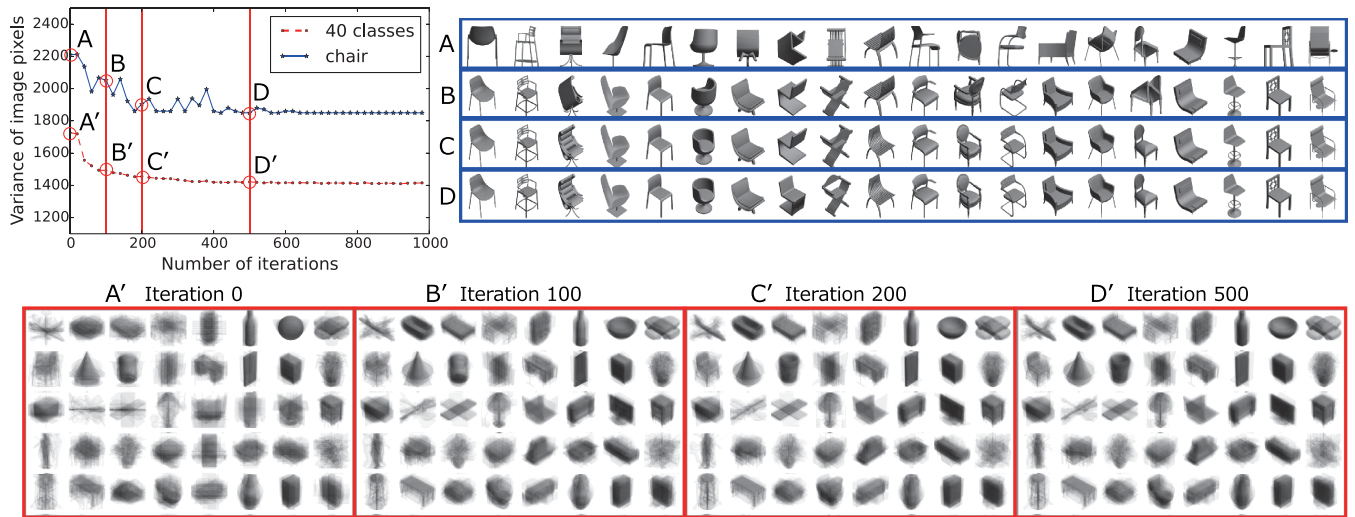 2400
2200
2000
1800
1600
1400
1200
Variance of image pixels
0
200
400
600
800
1000
Number of iterations
40 classes
chair
A
B
C
D
A′
B′
C′
D′
A
B
C
D
A′ Iteration 0
B′ Iteration 100
C′ Iteration 200
D′ Iteration 500